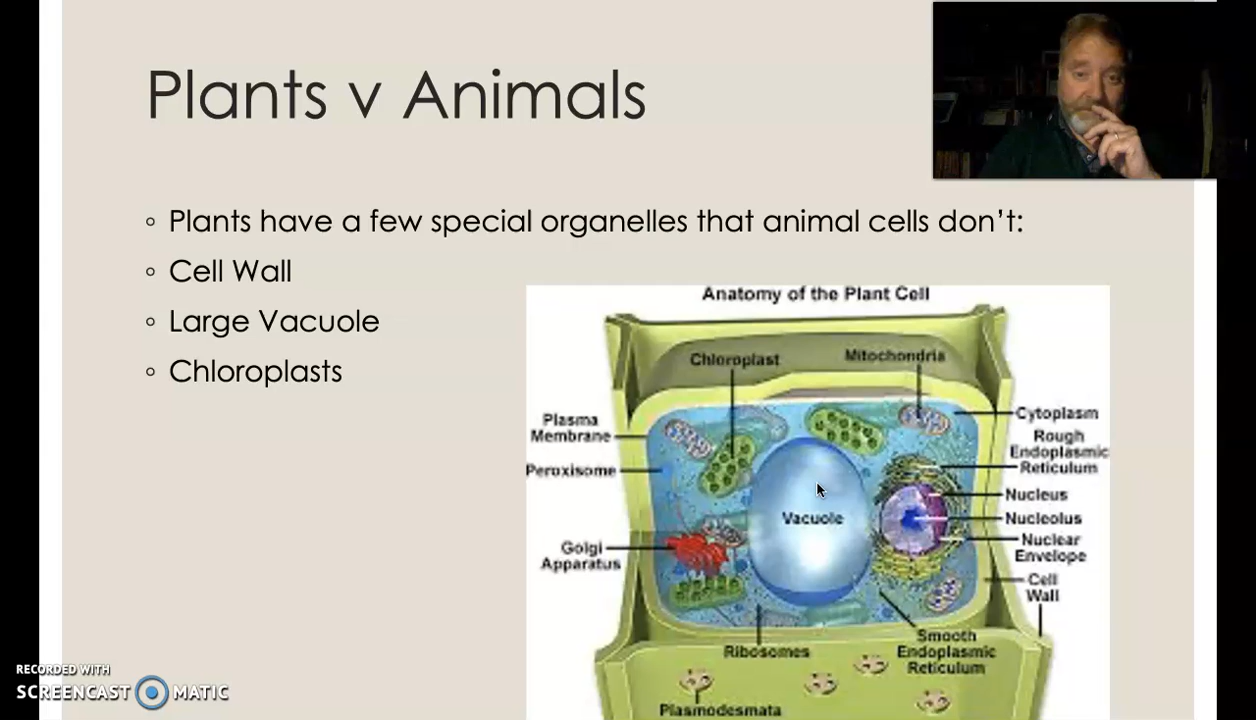 Plants v Animals
◦ Plants have a few special organelles that animal cells don’t:
◦ Cell Wall
◦ Large Vacuole
◦ Chloroplasts
Anatomy of the Plant Cell
Chloroplast
Mitochondria
Plasma
Membrane
Peroxisome
Golgi
Apparatus
Vacuole
Cytoplasm
Rough
Endoplasmic
Reticulum
Nucleus
Nucleolus
Nuclear
Envelope
Cell
Wall
Smooth
Endoplasmic
Reticulum
Ribosomes
Plasmodesmata
RECORDED WITH
SCREENCAST MATIC